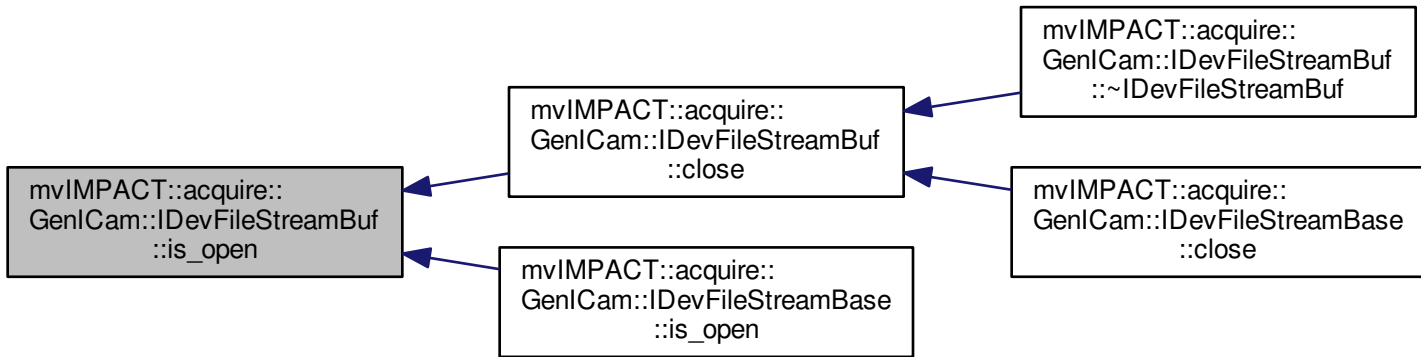 mvIMPACT::acquire::
GenICam::IDevFileStreamBuf
::is_open
mvIMPACT::acquire::
GenICam::IDevFileStreamBuf
::close
mvIMPACT::acquire::
GenICam::IDevFileStreamBuf
::~IDevFileStreamBuf
mvIMPACT::acquire::
GenICam::IDevFileStreamBase
::close
mvIMPACT::acquire::
GenICam::IDevFileStreamBase
::is_open